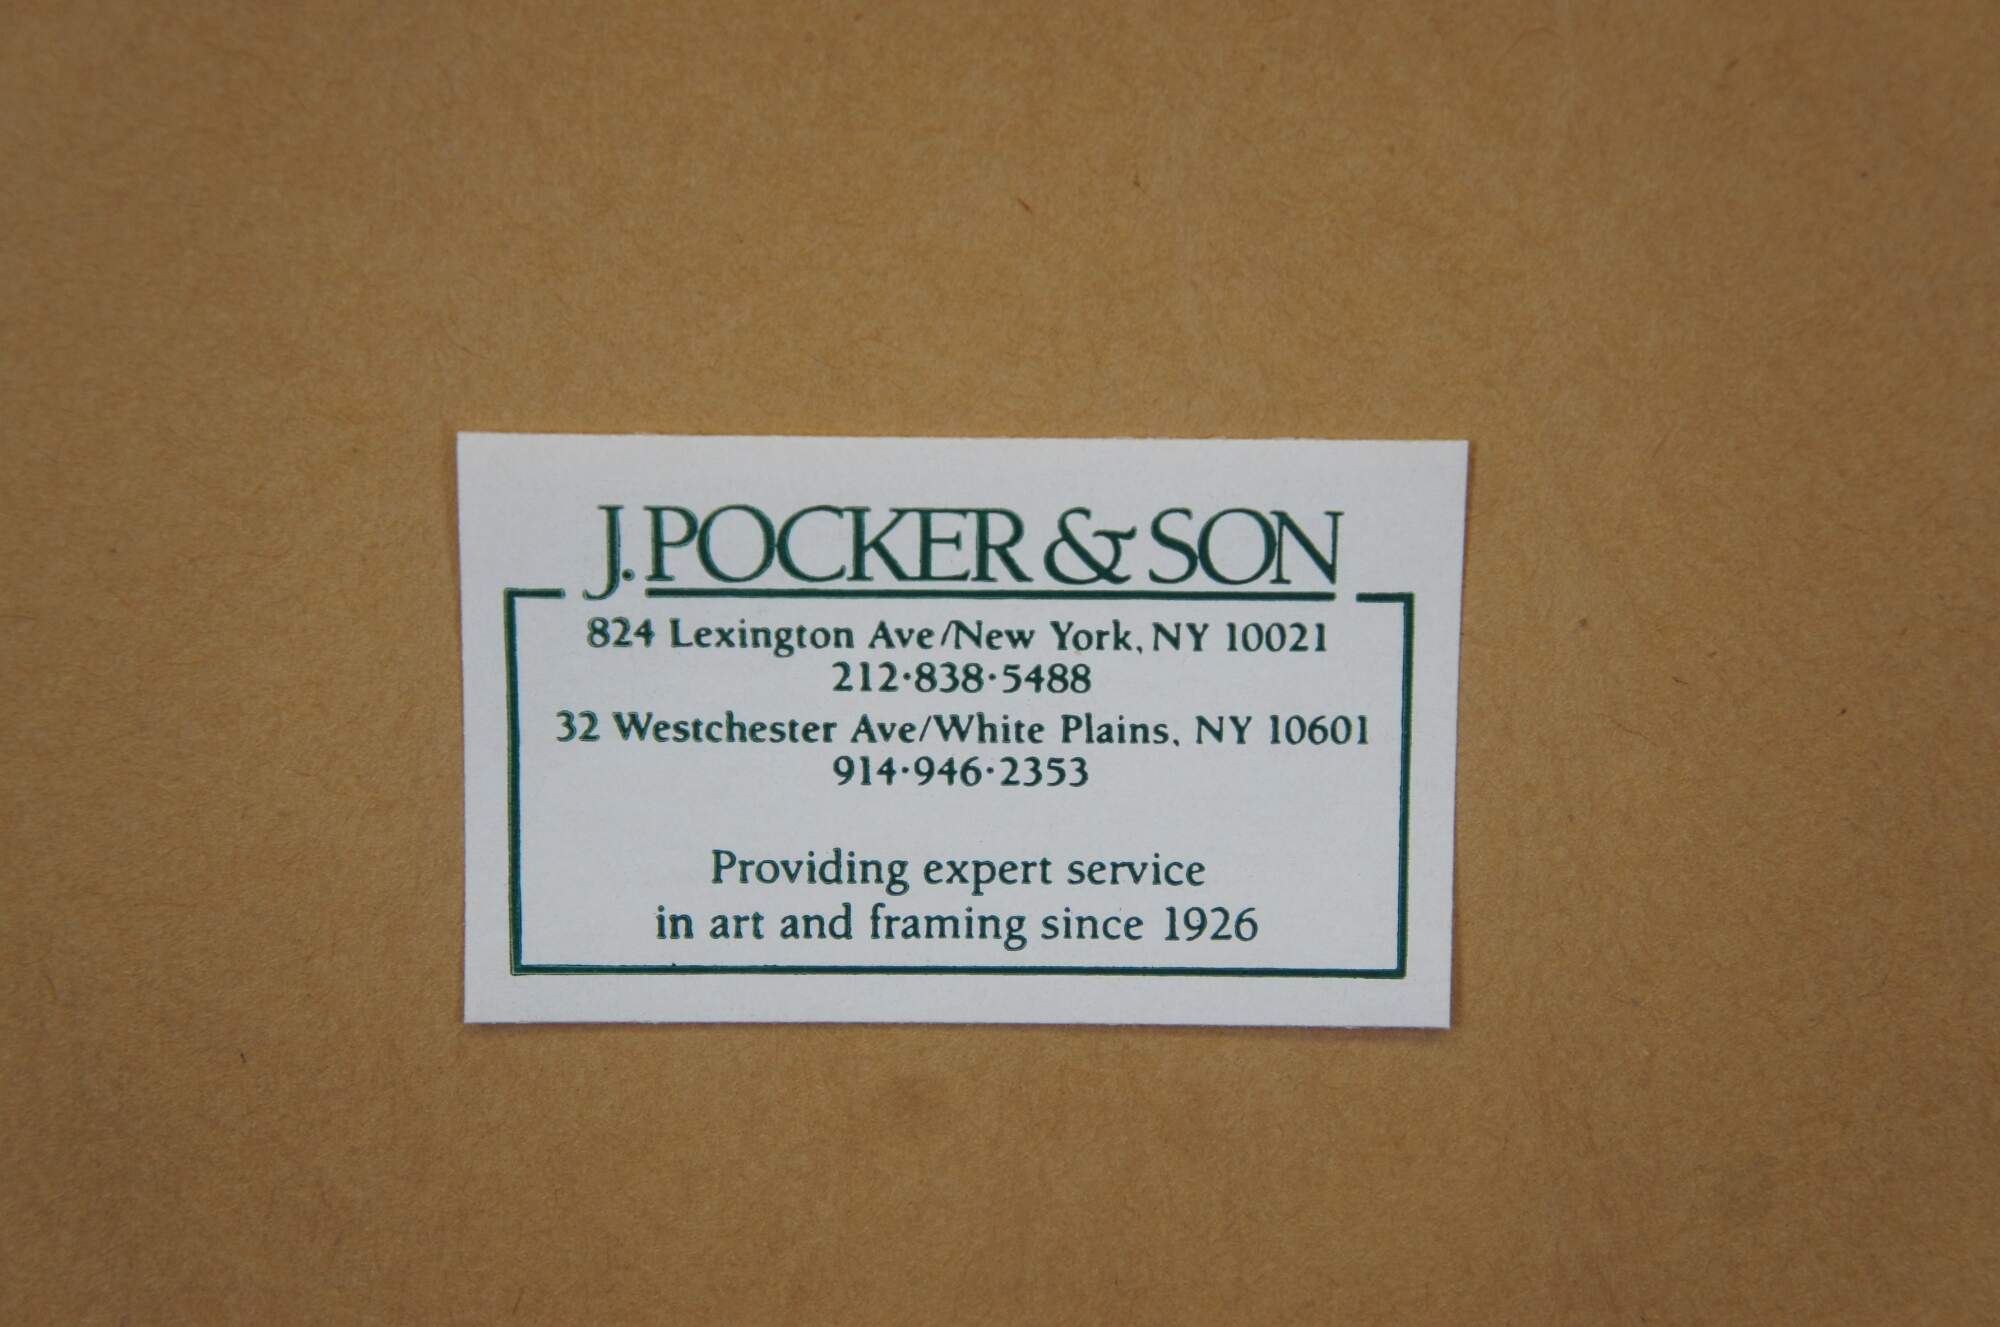 J. POCKER & SON
824 Lexington Ave/New York, NY 10021
212·838·5488
32 Westchester Ave/White Plains, NY 10601
914·946·2353
Providing expert service
in art and framing since 1926